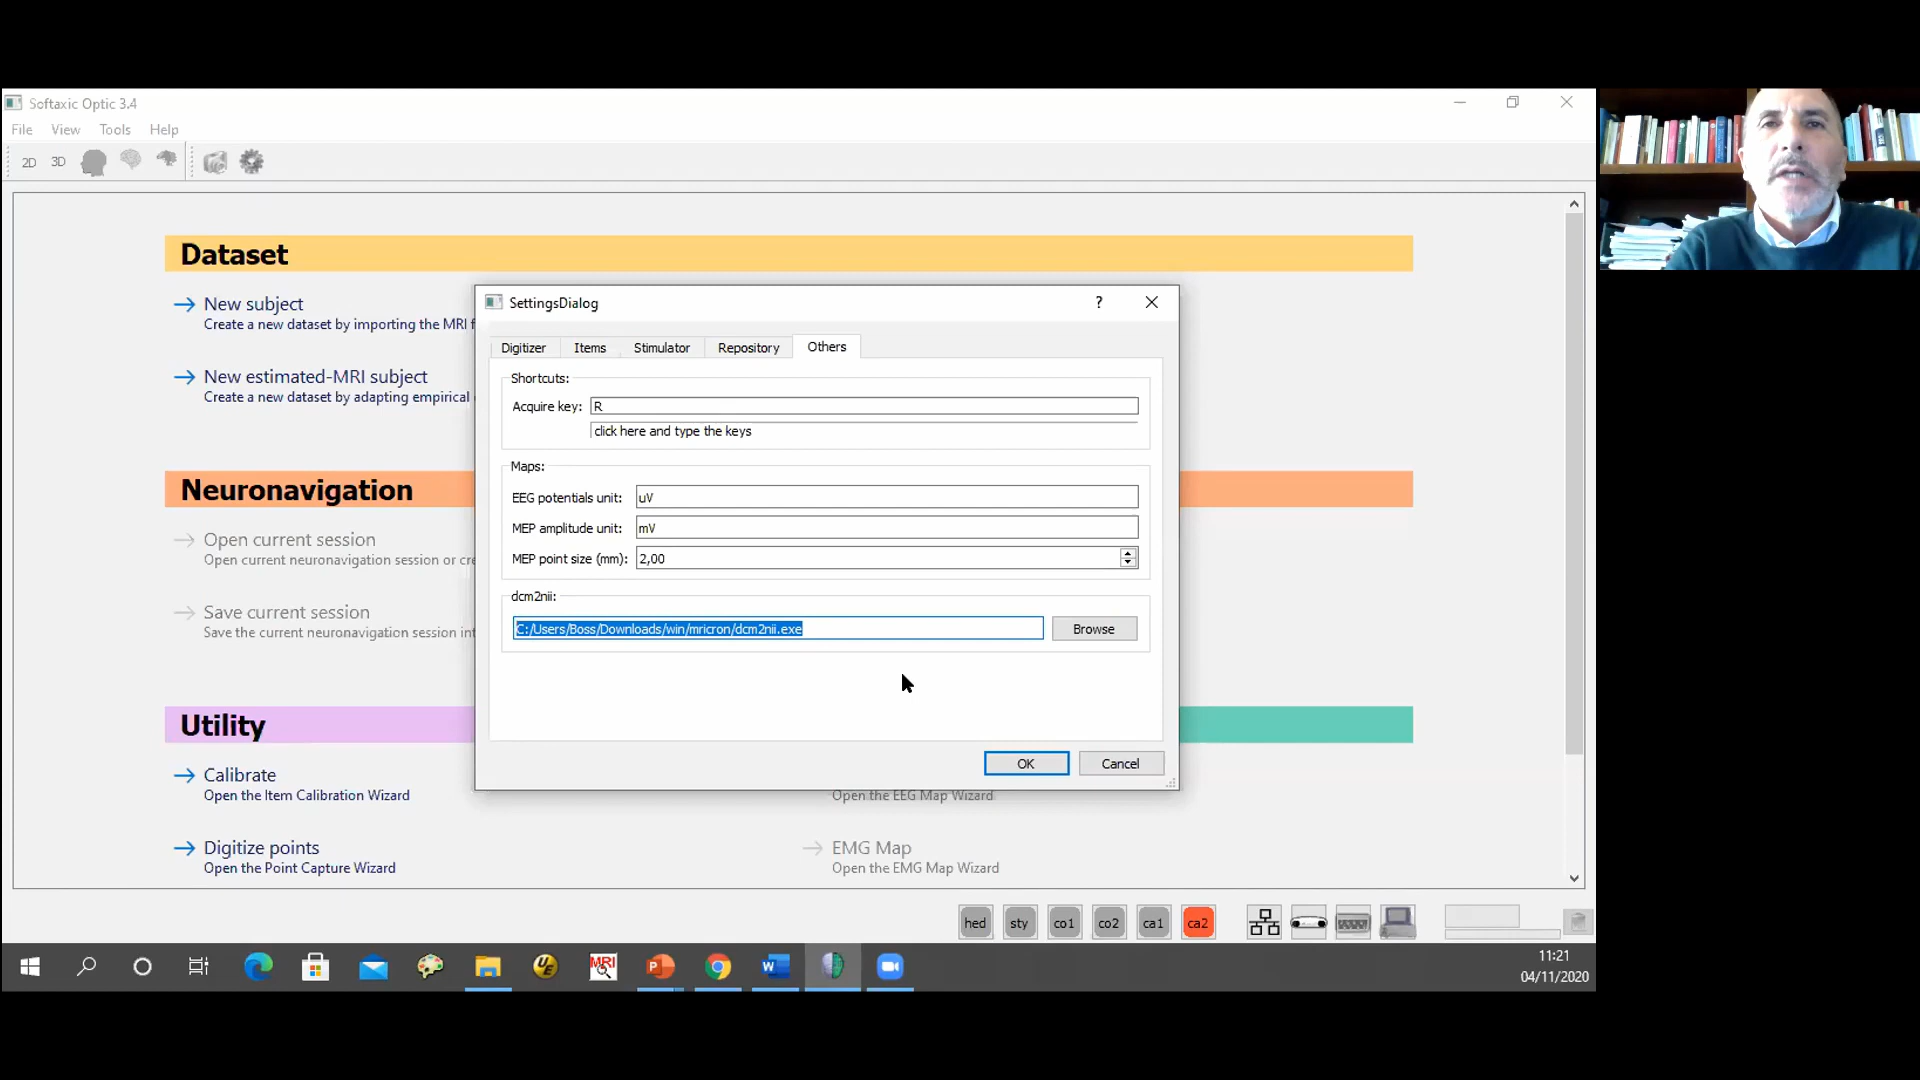 Softaxic Optic 3.4
File View Tools Help
2D 3D
Dataset
New subject
Create a new dataset by importing the MRI f
New estimated-MRI subject
Create a new dataset by adapting empirical
Neuronavigation
Open current session
Open current neuronavigation session or cre
Save current session
Save the current neuronavigation session int
Utility
Calibrate
Open the Item Calibration Wizard
Digitize points
Open the Point Capture Wizard
Open the EEG Map Wizard
EMG Map
Open the EMG Map Wizard
SettingsDialog
?
Digitizer Items Stimulator Repository Others
Shortcuts:
Acquire key: R
click here and type the keys
Maps:
EEG potentials unit: uV
MEP amplitude unit: mV
MEP point size (mm): 2,00
dcm2nii:
C:/Users/Boss/Downloads/win/mricron/dcm2nii.exe Browse
OK Cancel
hed sty co1 co2 ca1 ca2
MRI
11:21
04/11/2020